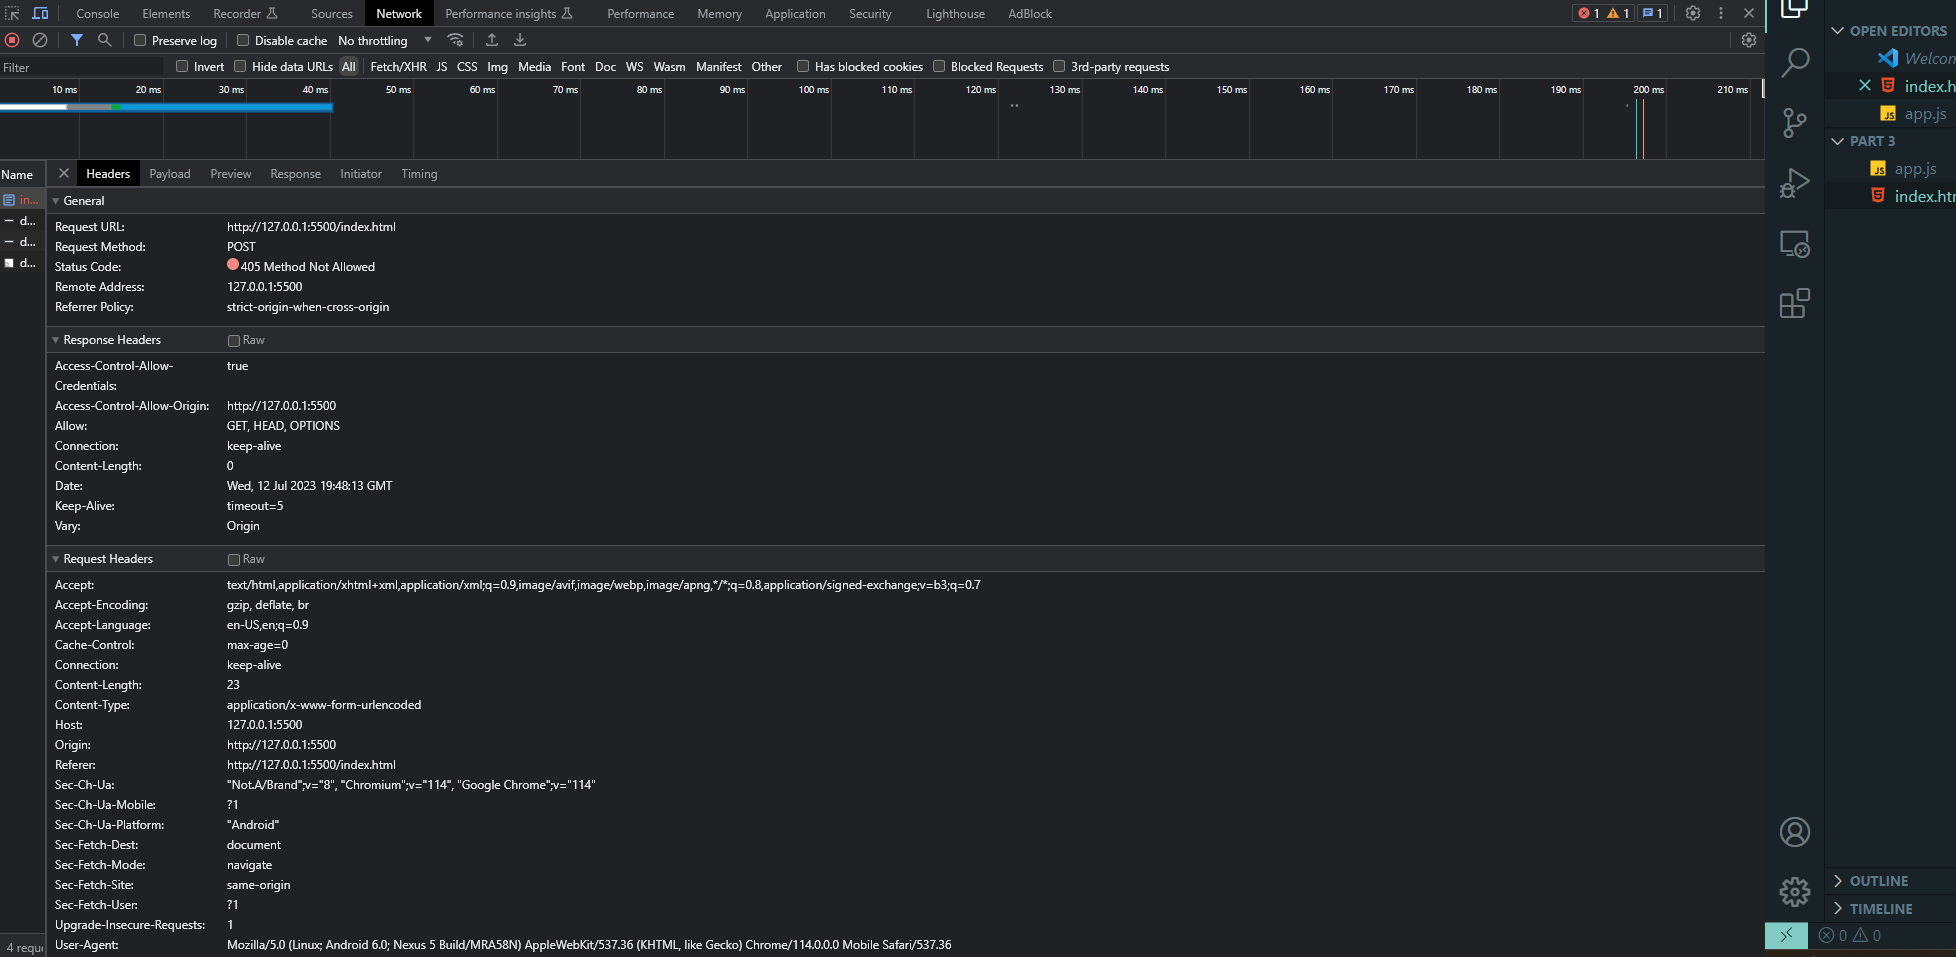 Console Elements Recorder Sources Network Performance insights Performance Memory Application Security Lighthouse AdBlock 1 1 1
Preserve log Disable cache No throttling
Filter Invert Hide data URLs All Fetch/XHR JS CSS Img Media Font Doc WS Wasm Manifest Other Has blocked cookies Blocked Requests 3rd-party requests
10 ms 20 ms 30 ms 40 ms 50 ms 60 ms 70 ms 80 ms 90 ms 100 ms 110 ms 120 ms 130 ms 140 ms 150 ms 160 ms 170 ms 180 ms 190 ms 200 ms 210 ms
Name
in...
d...
d...
d...
4 requ
Headers Payload Preview Response Initiator Timing
General
Request URL: http://127.0.0.1:5500/index.html
Request Method: POST
Status Code: 405 Method Not Allowed
Remote Address: 127.0.0.1:5500
Referrer Policy: strict-origin-when-cross-origin
Response Headers Raw
Access-Control-Allow- true
Credentials:
Access-Control-Allow-Origin: http://127.0.0.1:5500
Allow: GET, HEAD, OPTIONS
Connection: keep-alive
Content-Length: 0
Date: Wed, 12 Jul 2023 19:48:13 GMT
Keep-Alive: timeout=5
Vary: Origin
Request Headers Raw
Accept: text/html,application/xhtml+xml,application/xml;q=0.9,image/avif,image/webp,image/apng,*/*;q=0.8,application/signed-exchange;v=b3;q=0.7
Accept-Encoding: gzip, deflate, br
Accept-Language: en-US,en;q=0.9
Cache-Control: max-age=0
Connection: keep-alive
Content-Length: 23
Content-Type: application/x-www-form-urlencoded
Host: 127.0.0.1:5500
Origin: http://127.0.0.1:5500
Referer: http://127.0.0.1:5500/index.html
Sec-Ch-Ua: "Not.A/Brand";v="8", "Chromium";v="114", "Google Chrome";v="114"
Sec-Ch-Ua-Mobile: ?1
Sec-Ch-Ua-Platform: "Android"
Sec-Fetch-Dest: document
Sec-Fetch-Mode: navigate
Sec-Fetch-Site: same-origin
Sec-Fetch-User: ?1
Upgrade-Insecure-Requests: 1
User-Agent: Mozilla/5.0 (Linux; Android 6.0; Nexus 5 Build/MRA58N) AppleWebKit/537.36 (KHTML, like Gecko) Chrome/114.0.0.0 Mobile Safari/537.36
OPEN EDITORS
Welcon
JS app.js
index.h
PART 3
JS app.js
index.htm
OUTLINE
TIMELINE
0 0